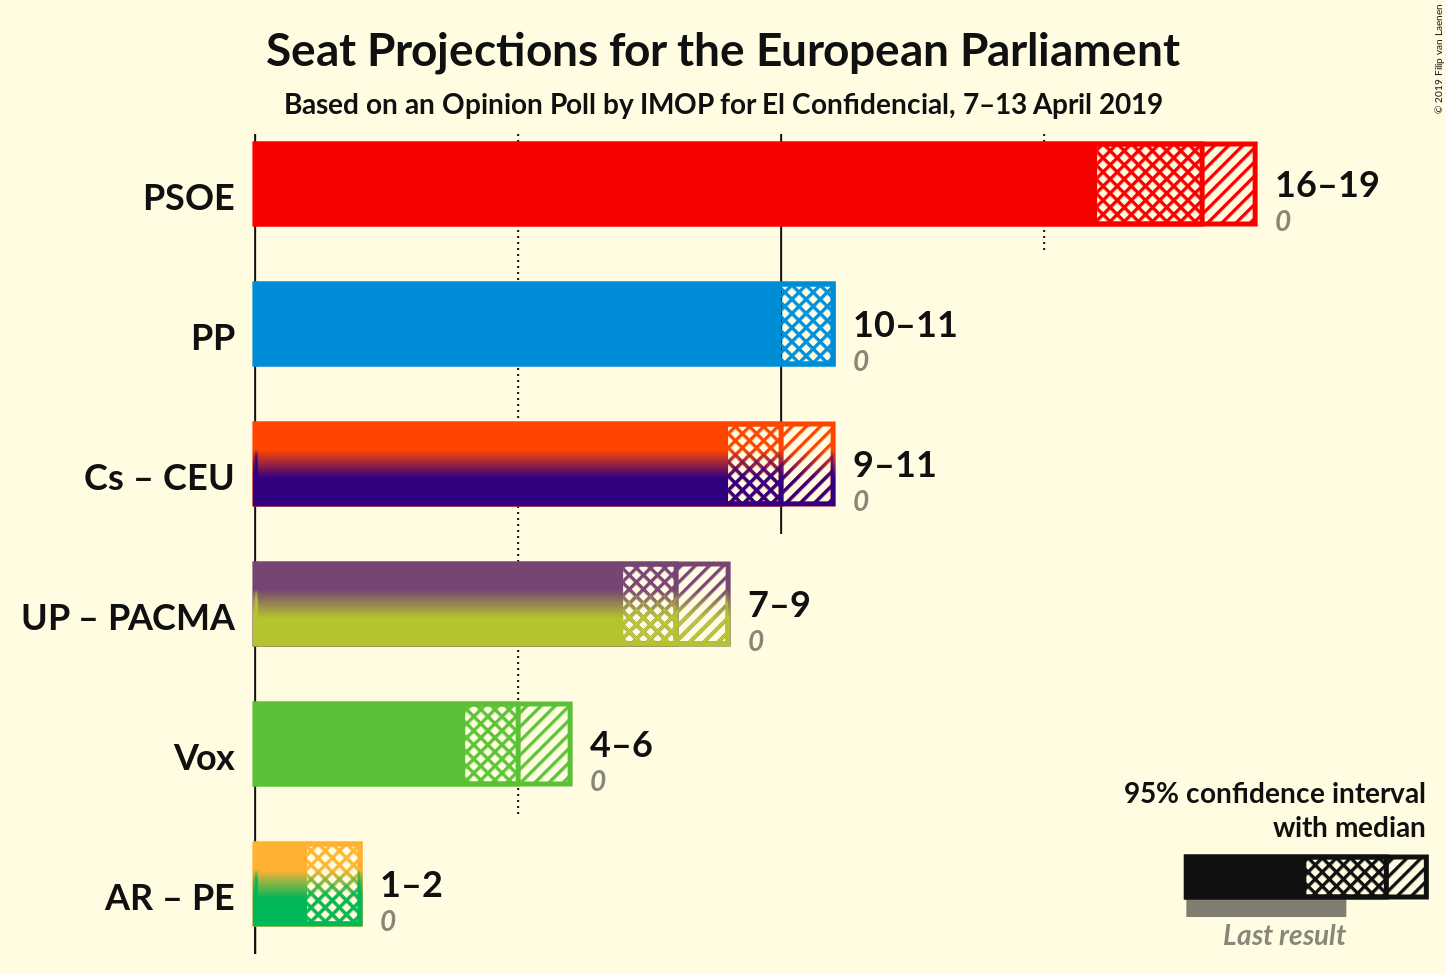 Seat Projections for the European Parliament
Based on an Opinion Poll by IMOP for El Confidencial, 7–13 April 2019
© 2019 Filip van Laenen
PSOE
16–19
0
PP
10–11
0
Cs – CEU
9–11
0
UP – PACMA
7–9
0
Vox
4–6
0
AR – PE
1–2
0
95% confidence interval
with median
Last result